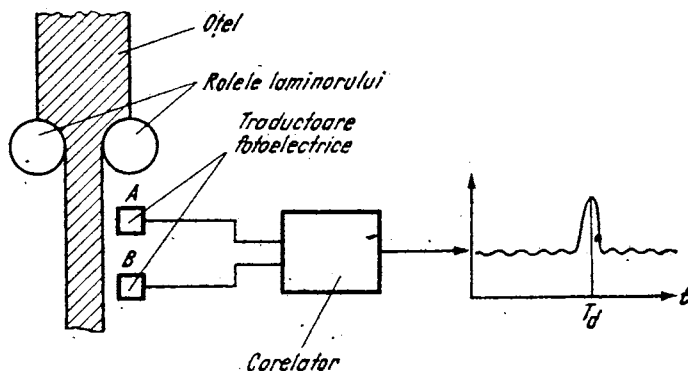 Oțel
Rolele laminorului
Traductoare
fotoelectrice
A
B
Corelator
T_d
t